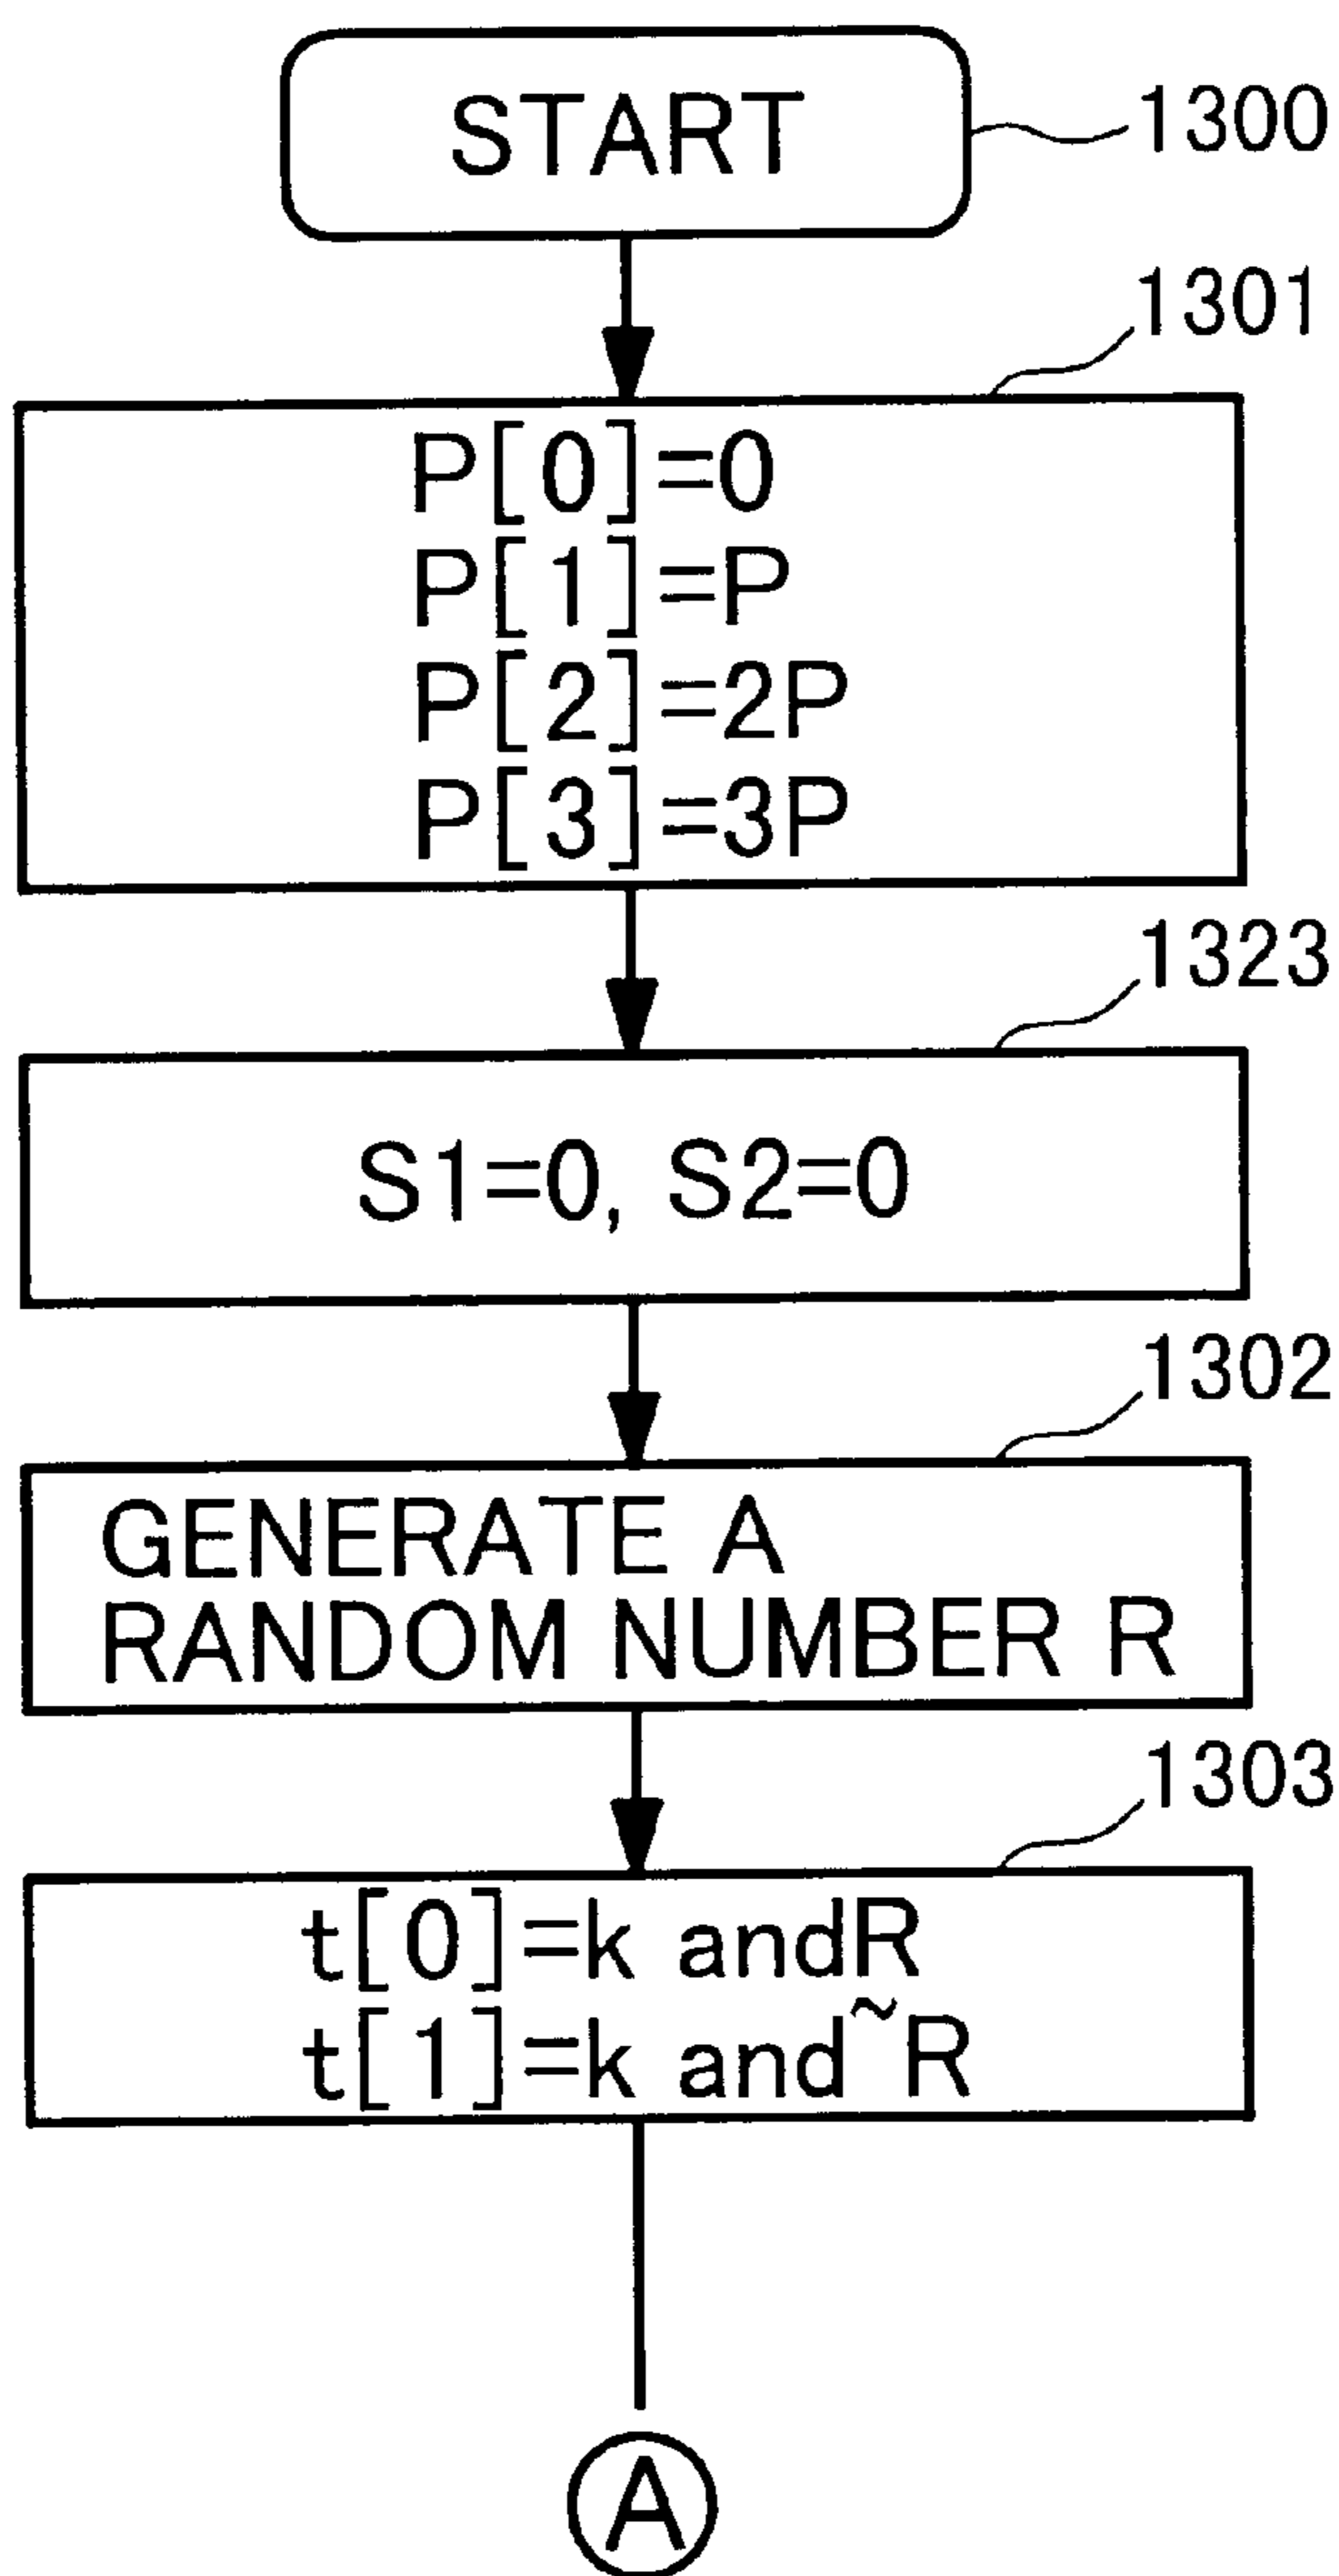 START
1300
1301
P[0]=0
P[1]=P
P[2]=2P
P[3]=3P
1323
S1=0, S2=0
1302
GENERATE A
RANDOM NUMBER R
1303
t[0]=k andR
t[1]=k and~R
A